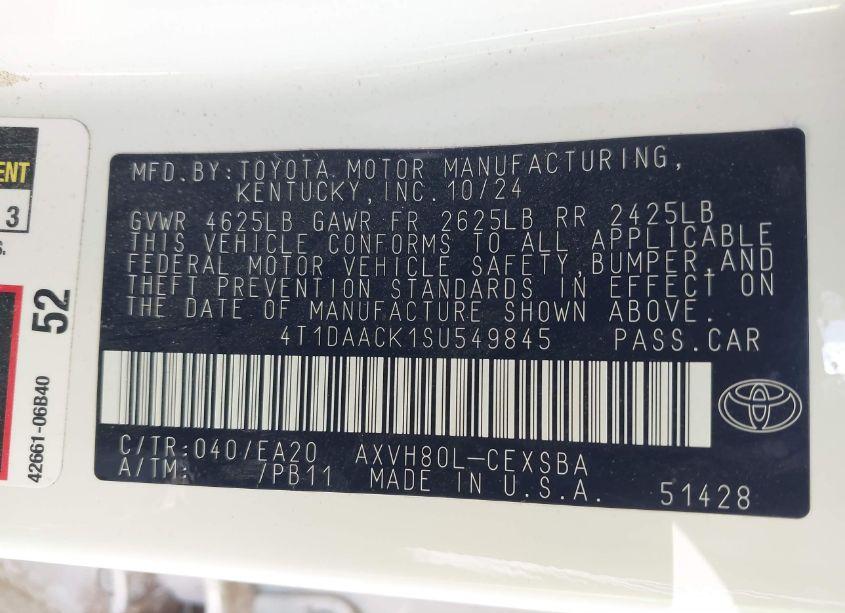 MFD.BY:TOYOTA MOTOR MANUFACTURING,
KENTUCKY,INC.10/24
GVWR 4625LB GAWR FR 2625LB RR 2425LB
THIS VEHICLE CONFORMS TO ALL APPLICABLE
FEDERAL MOTOR VEHICLE SAFETY,BUMPER,AND
THEFT PREVENTION STANDARDS IN EFFECT ON
THE DATE OF MANUFACTURE SHOWN ABOVE.
4T1DAACK1SU549845 PASS.CAR
C/TR:040/EA20 AXVH80L-CEXSBA
A/TM: /PB11 MADE IN U.S.A. 51428
3
52
42661-06B40